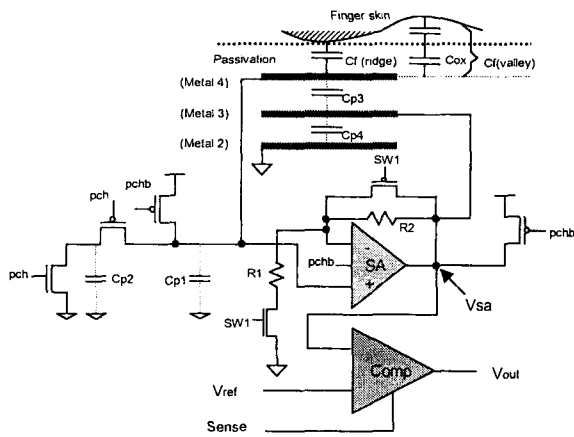 Finger skin
Passivation
Cf (ridge)
Cox
Cf(valley)
(Metal 4)
Cp3
(Metal 3)
Cp4
(Metal 2)
SW1
pchb
pch
R2
pchb
pch
Cp2
Cp1
R1
pchb
-
SA
+
Vsa
SW1
Comp
Vref
Vout
Sense